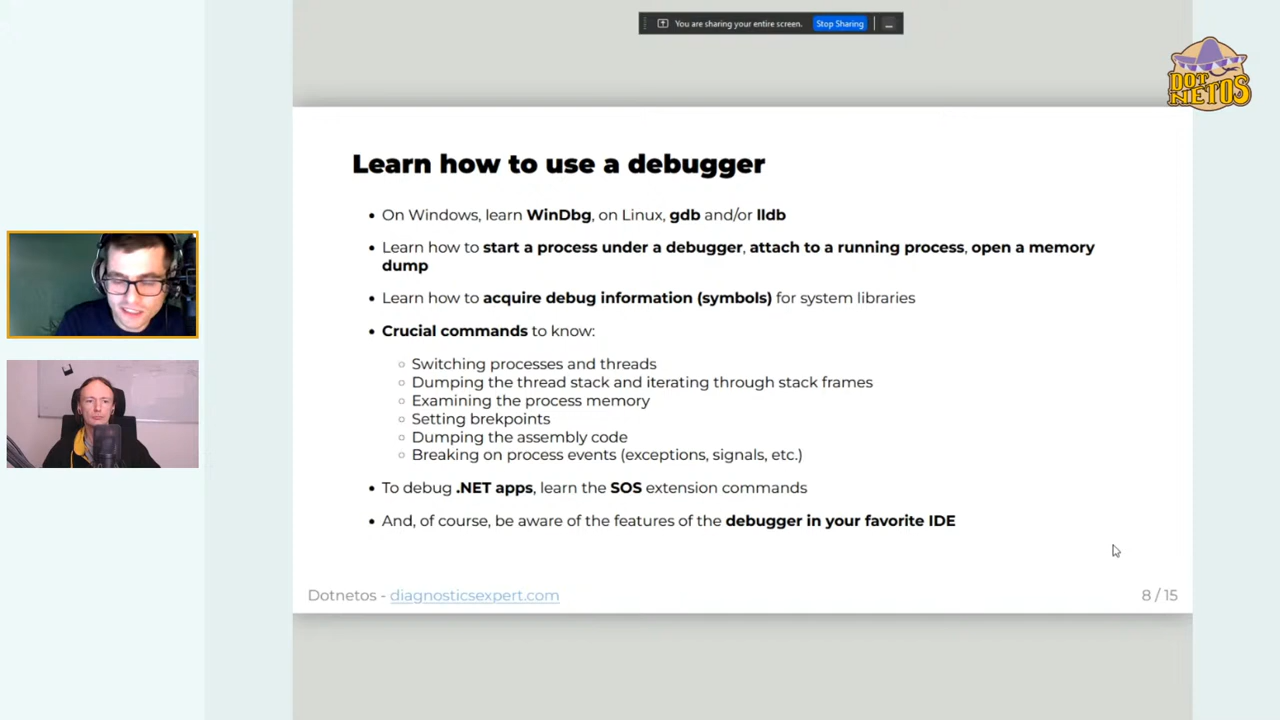 You are sharing your entire screen. Stop Sharing
DOT
NETOS
Learn how to use a debugger
• On Windows, learn WinDbg, on Linux, gdb and/or lldb
• Learn how to start a process under a debugger, attach to a running process, open a memory
dump
• Learn how to acquire debug information (symbols) for system libraries
• Crucial commands to know:
○ Switching processes and threads
○ Dumping the thread stack and iterating through stack frames
○ Examining the process memory
○ Setting brekpoints
○ Dumping the assembly code
○ Breaking on process events (exceptions, signals, etc.)
• To debug .NET apps, learn the SOS extension commands
• And, of course, be aware of the features of the debugger in your favorite IDE
Dotnetos - diagnosticsexpert.com
8 / 15